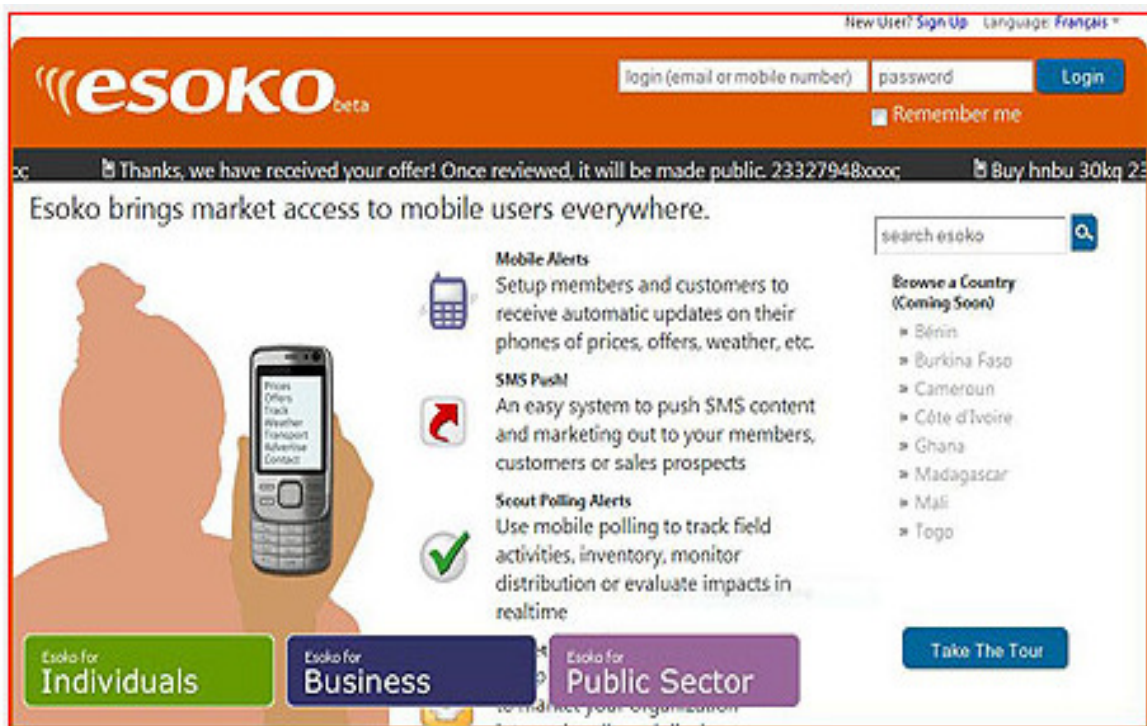 New User? Sign Up Language: Français
esoko beta
login (email or mobile number) password Login
Remember me
Thanks, we have received your offer! Once reviewed, it will be made public. 23327948xxxx Buy hnbu 30kg 23
Esoko brings market access to mobile users everywhere.
search esoko
Mobile Alerts
Setup members and customers to
receive automatic updates on their
phones of prices, offers, weather, etc.
SMS Push!
An easy system to push SMS content
and marketing out to your members,
customers or sales prospects
Scout Polling Alerts
Use mobile polling to track field
activities, inventory, monitor
distribution or evaluate impacts in
realtime
to market your organization
Prices
Offers
Track
Weather
Transport
Advertise
Contact
Browse a Country
(Coming Soon)
» Bénin
» Burkina Faso
» Cameroun
» Côte d'Ivoire
» Ghana
» Madagascar
» Mali
» Togo
Take The Tour
Esoko for
Individuals
Esoko for
Business
Esoko for
Public Sector